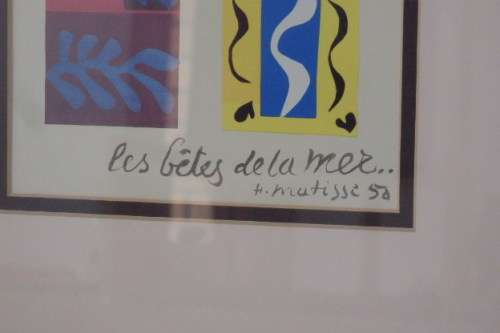 les bêtes de la mer..
H. matisse 50